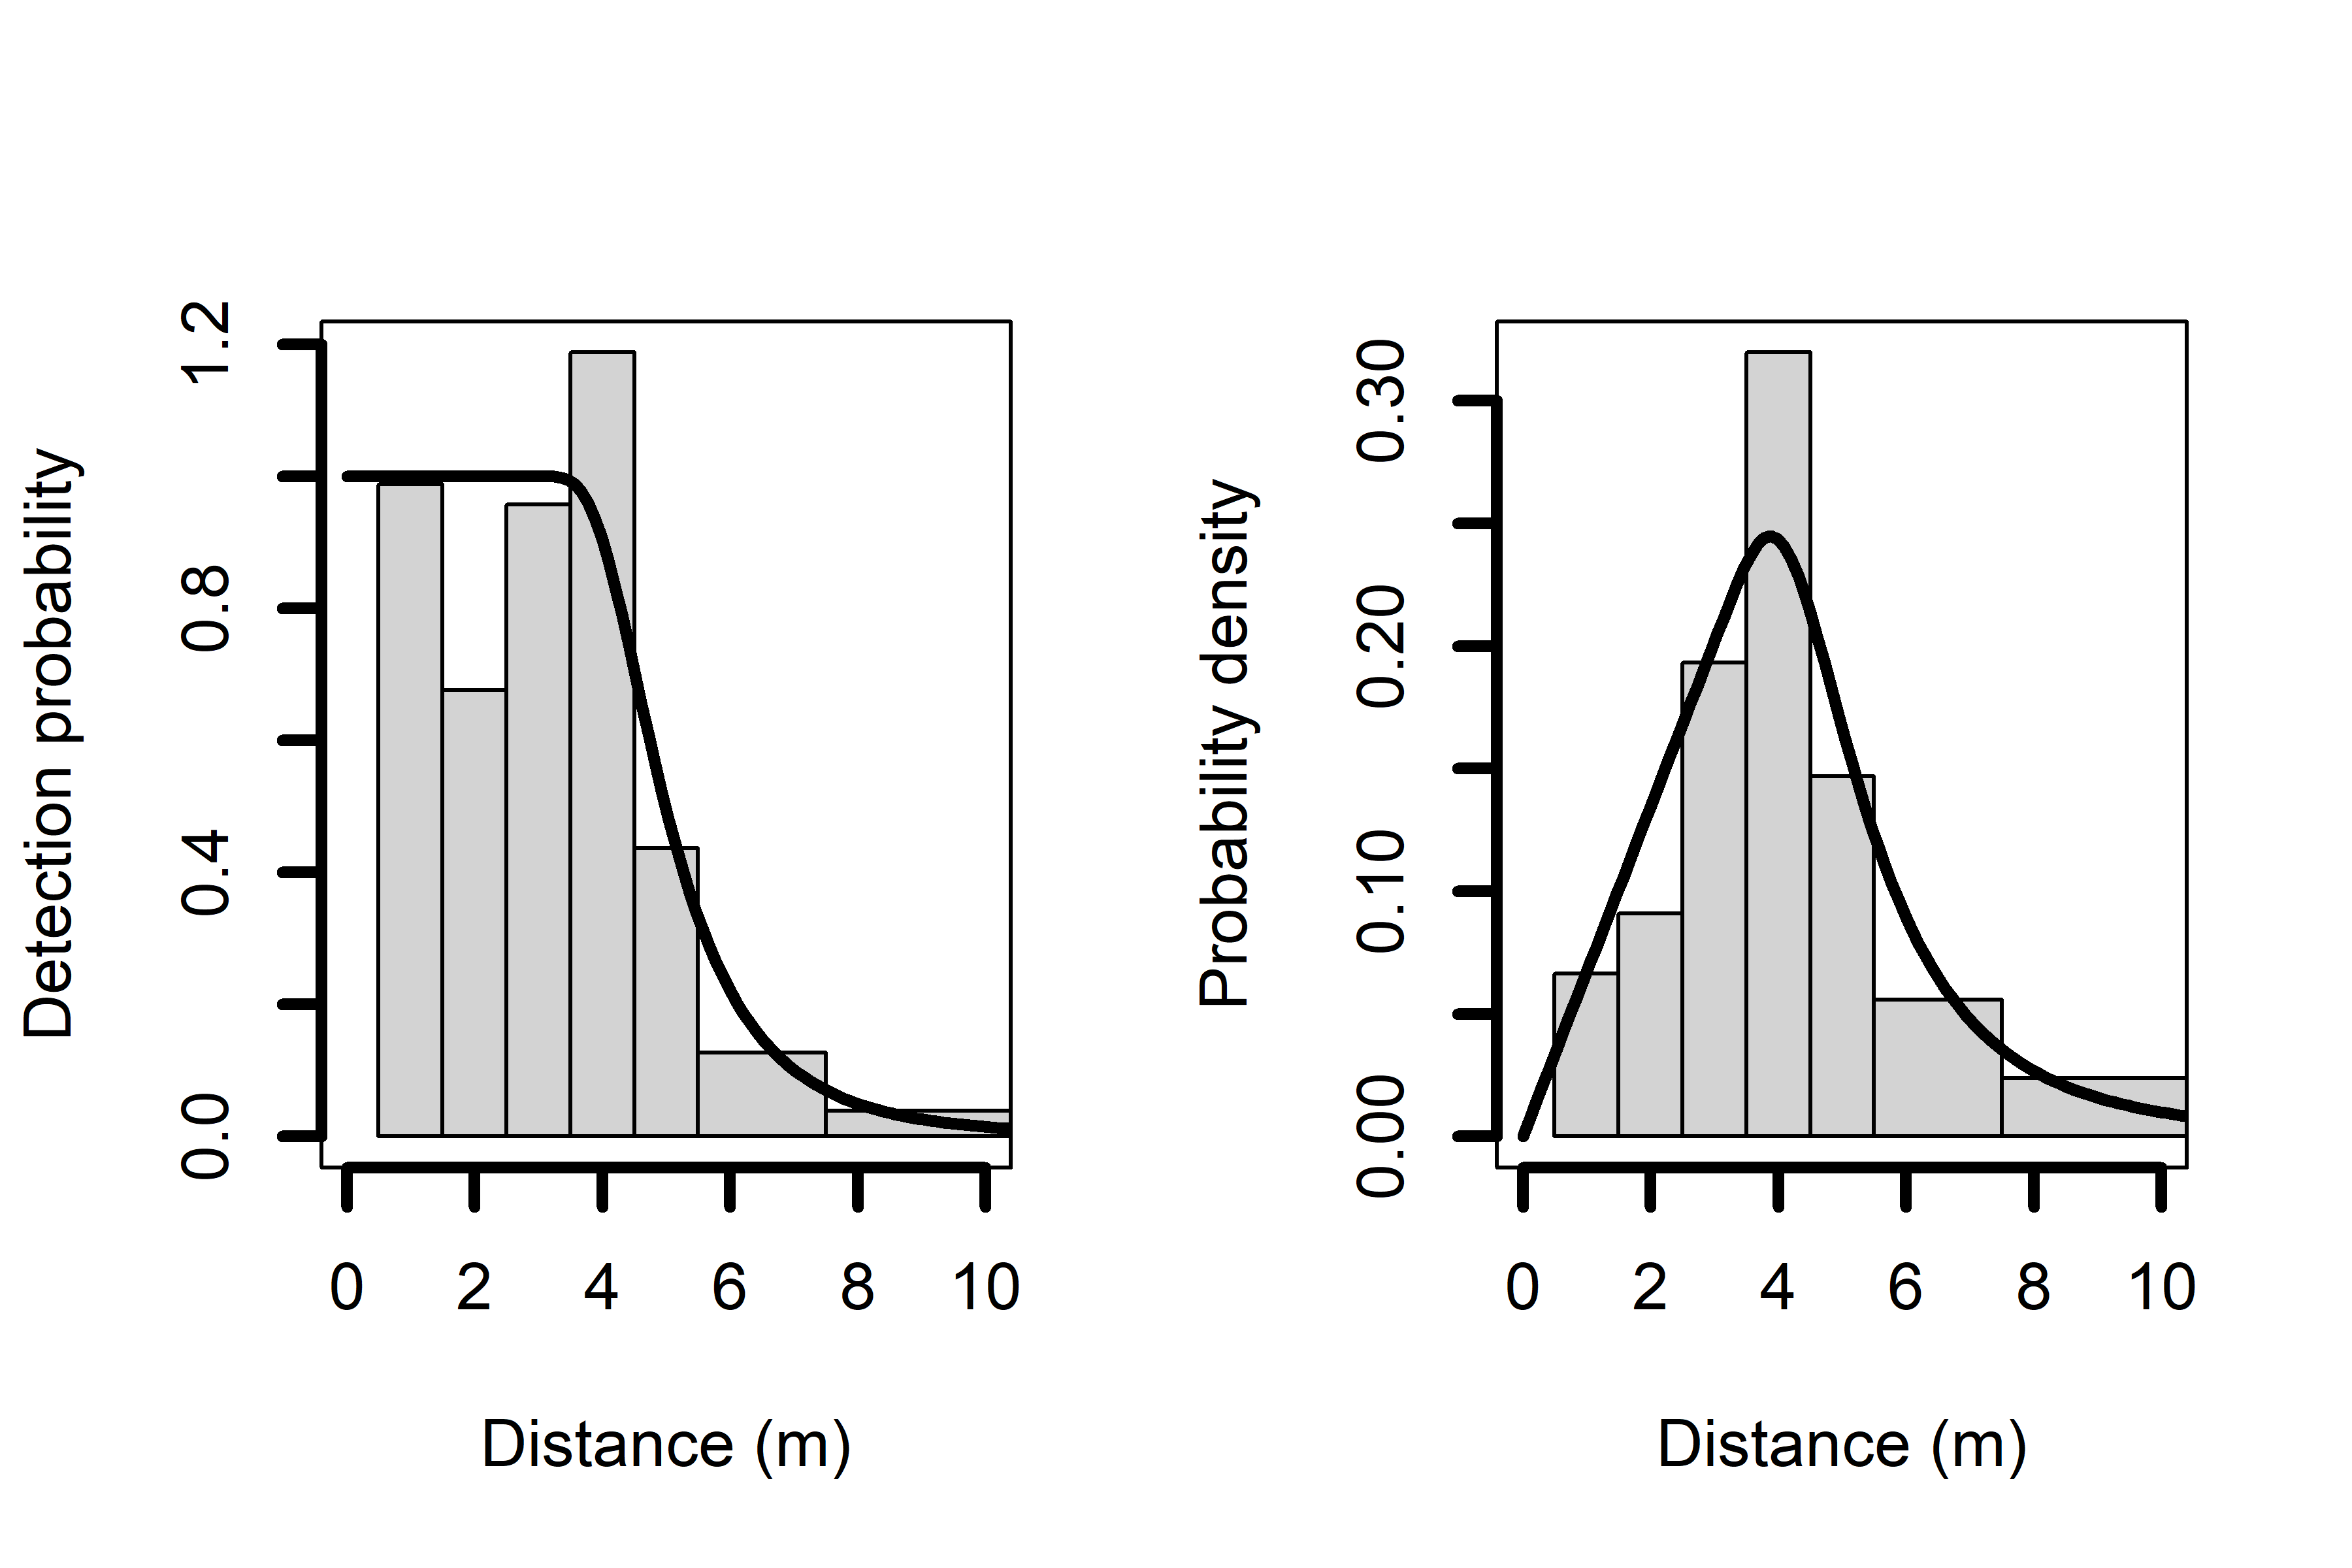 Detection probability
0.0 0.4 0.8 1.2
0 2 4 6 8 10
Distance (m)
Probability density
0.00 0.10 0.20 0.30
0 2 4 6 8 10
Distance (m)